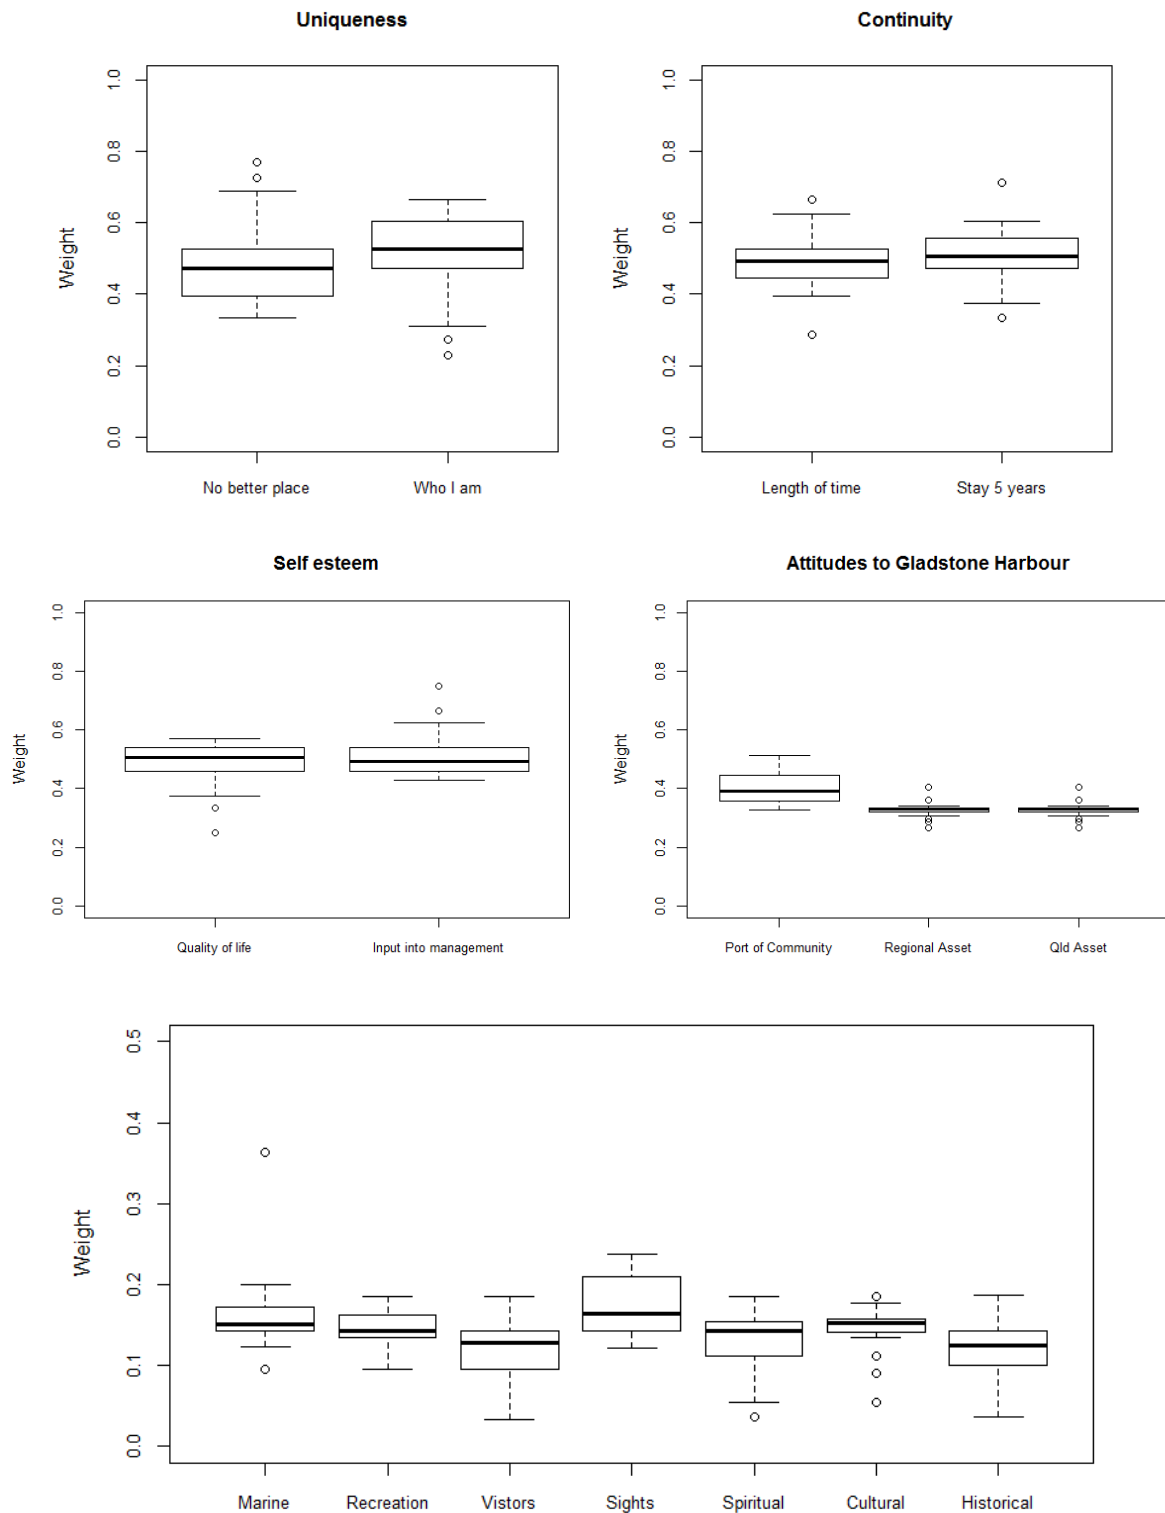 Uniqueness
Weight
1.0
0.8
0.6
0.4
0.2
0.0
No better place
Who I am
Continuity
Weight
1.0
0.8
0.6
0.4
0.2
0.0
Length of time
Stay 5 years
Self esteem
Weight
1.0
0.8
0.6
0.4
0.2
0.0
Quality of life
Input into management
Attitudes to Gladstone Harbour
Weight
1.0
0.8
0.6
0.4
0.2
0.0
Port of Community
Regional Asset
Qld Asset
Weight
0.5
0.4
0.3
0.2
0.1
0.0
Marine
Recreation
Vistors
Sights
Spiritual
Cultural
Historical